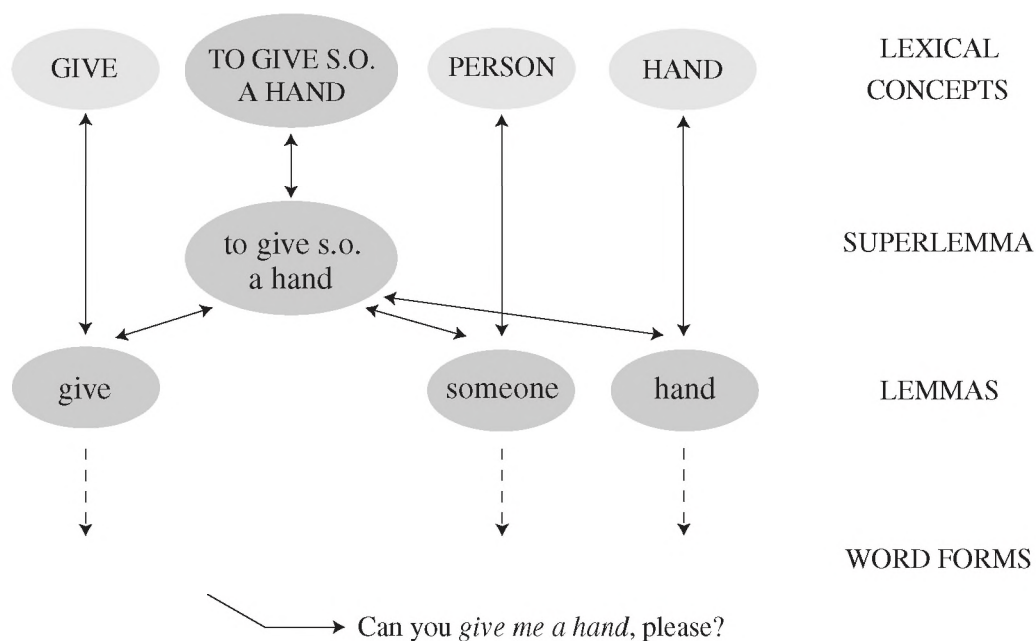 GIVE
TO GIVE S.O.
A HAND
PERSON
HAND
LEXICAL
CONCEPTS
to give s.o.
a hand
SUPERLEMMA
give
someone
hand
LEMMAS
WORD FORMS
Can you give me a hand, please?